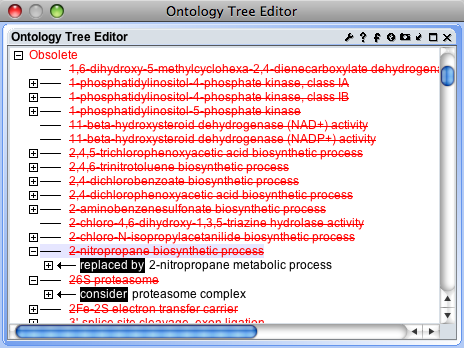 Ontology Tree Editor
Ontology Tree Editor
Obsolete
1,6-dihydroxy-5-methylcyclohexa-2,4-dienecarboxylate dehydrogena
1-phosphatidylinositol-4-phosphate kinase, class IA
1-phosphatidylinositol-4-phosphate kinase, class IB
1-phosphatidylinositol-5-phosphate kinase
11-beta-hydroxysteroid dehydrogenase (NAD+) activity
11-beta-hydroxysteroid dehydrogenase (NADP+) activity
2,4,5-trichlorophenoxyacetic acid biosynthetic process
2,4,6-trinitrotoluene biosynthetic process
2,4-dichlorobenzoate biosynthetic process
2,4-dichlorophenoxyacetic acid biosynthetic process
2-aminobenzenesulfonate biosynthetic process
2-chloro-4,6-dihydroxy-1,3,5-triazine hydrolase activity
2-chloro-N-isopropylacetanilide biosynthetic process
2-nitropropane biosynthetic process
replaced by 2-nitropropane metabolic process
26S proteasome
consider proteasome complex
2Fe-2S electron transfer carrier
3' splice site cleavage, exon ligation